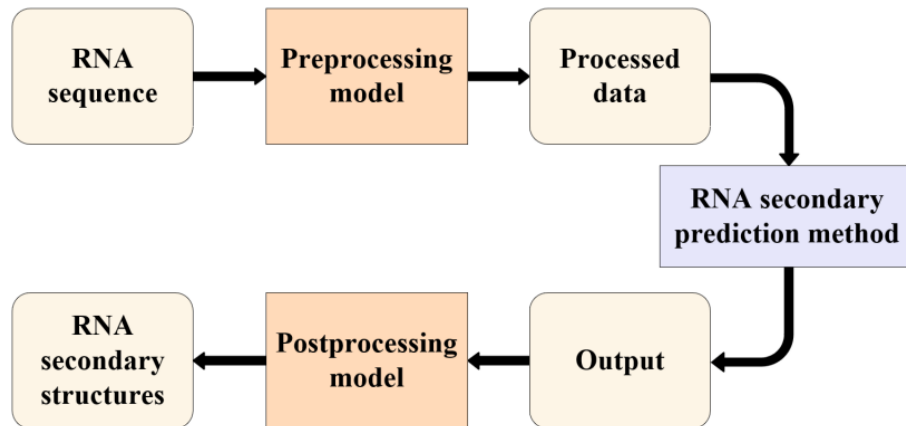 RNA
sequence
Preprocessing
model
Processed
data
RNA secondary
prediction method
Output
Postprocessing
model
RNA
secondary
structures